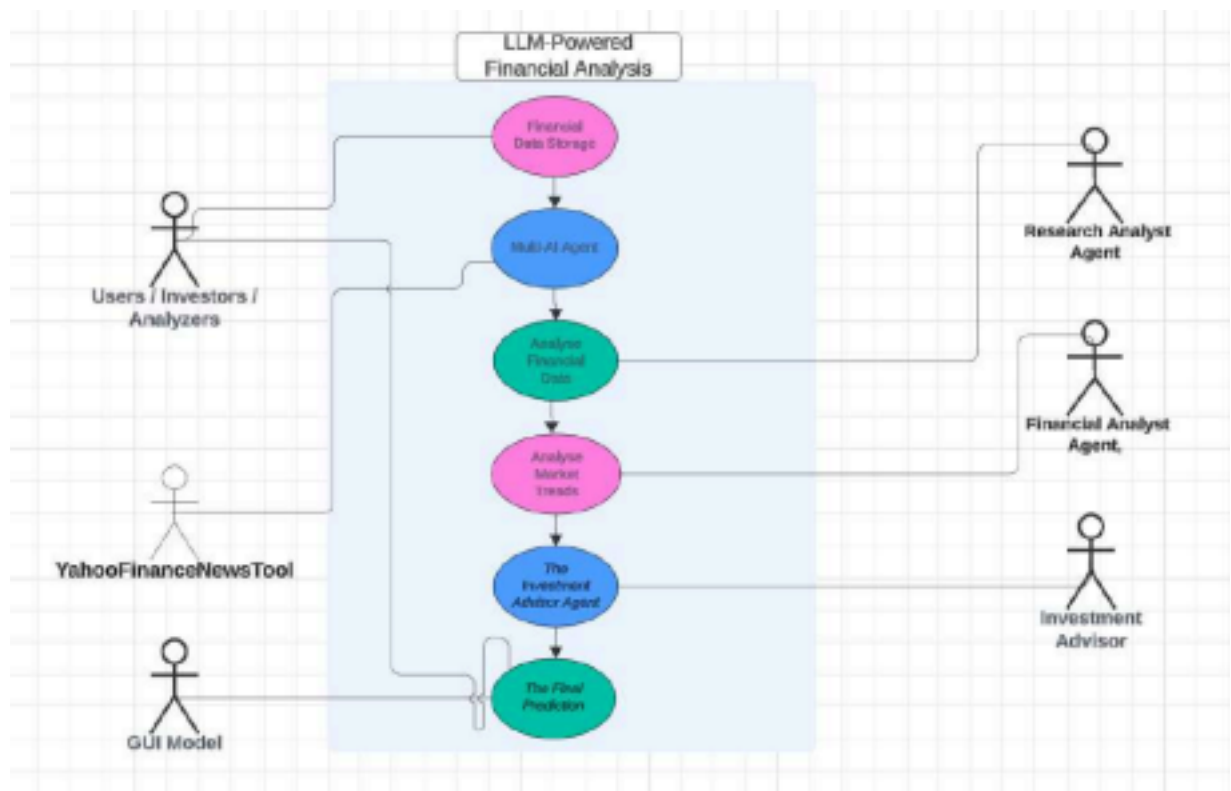 LLM-Powered
Financial Analysis
Financial
Data Storage
Multi-AI Agent
Analyse
Financial
Data
Analyse
Market
Trends
The
Investment
Advisor Agent
The Final
Prediction
Users / Investors /
Analyzers
YahooFinanceNewsTool
GUI Model
Research Analyst
Agent
Financial Analyst
Agent,
Investment
Advisor